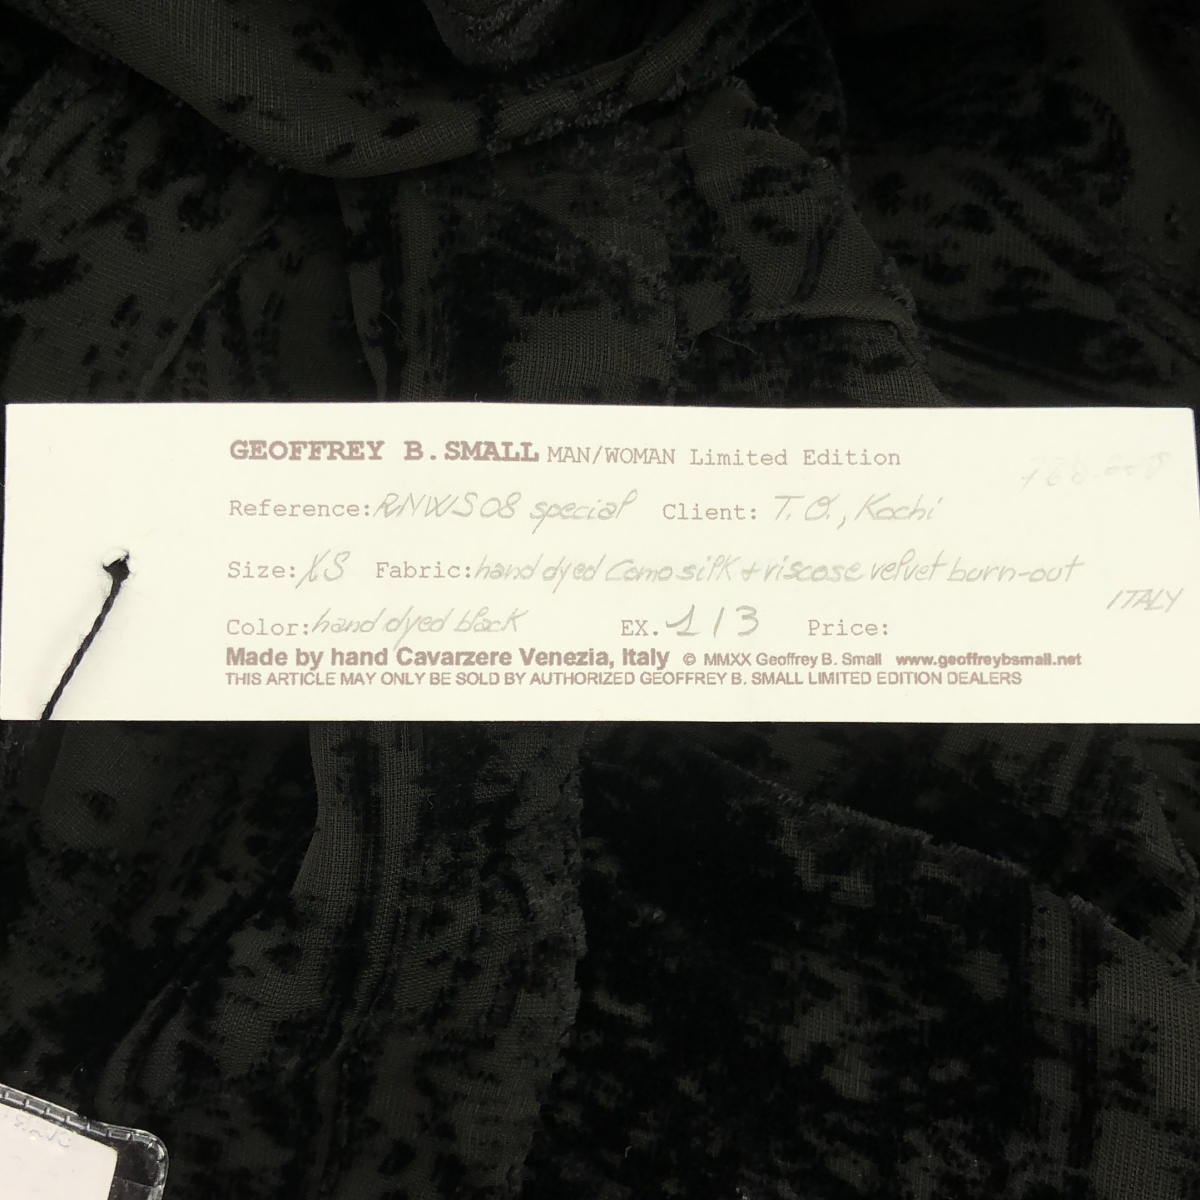 GEOFFREY B. SMALL MAN/WOMAN Limited Edition
Reference: RNWS08 special Client: T. O., Kochi
Size: XS Fabric: hand dyed Como silk + viscose velvet burn-out
ITALY
Color: hand dyed black EX. 1/3 Price:
Made by hand Cavarzere Venezia, Italy © MMXX Geoffrey B. Small www.geoffreybsmall.net
THIS ARTICLE MAY ONLY BE SOLD BY AUTHORIZED GEOFFREY B. SMALL LIMITED EDITION DEALERS